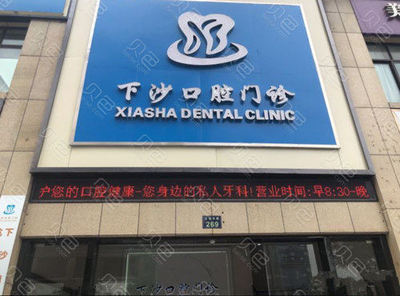 下沙口腔门诊
XIASHA DENTAL CLINIC
户您的口腔健康-您身边的私人牙科!营业时间:早8:30-晚
269